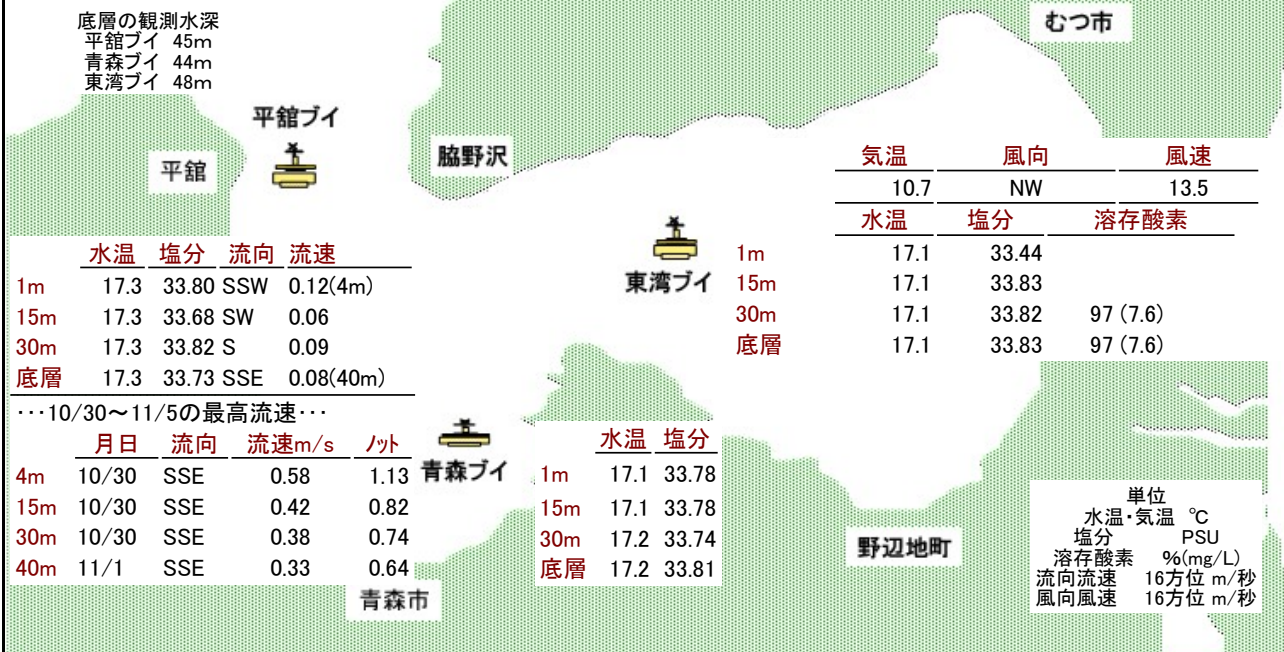 底層の観測水深
平舘ブイ 45m
青森ブイ 44m
東湾ブイ 48m
むつ市
平舘ブイ
平舘
脇野沢
気温 風向 風速
10.7 NW 13.5
水温 塩分 溶存酸素
1m 17.1 33.44
15m 17.1 33.83
30m 17.1 33.82 97 (7.6)
底層 17.1 33.83 97 (7.6)
東湾ブイ
水温 塩分 流向 流速
1m 17.3 33.80 SSW 0.12(4m)
15m 17.3 33.68 SW 0.06
30m 17.3 33.82 S 0.09
底層 17.3 33.73 SSE 0.08(40m)
･･･10/30～11/5の最高流速･･･
月日 流向 流速m/s ノット
4m 10/30 SSE 0.58 1.13
15m 10/30 SSE 0.42 0.82
30m 10/30 SSE 0.38 0.74
40m 11/1 SSE 0.33 0.64
青森ブイ
水温 塩分
1m 17.1 33.78
15m 17.1 33.78
30m 17.2 33.74
底層 17.2 33.81
青森市
野辺地町
単位
水温･気温 ℃
塩分 PSU
溶存酸素 %(mg/L)
流向流速 16方位 m/秒
風向風速 16方位 m/秒